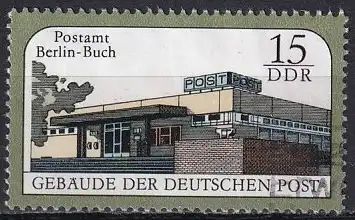 Postamt
Berlin-Buch
15
DDR
POST POST
GEBÄUDE DER DEUTSCHEN POST